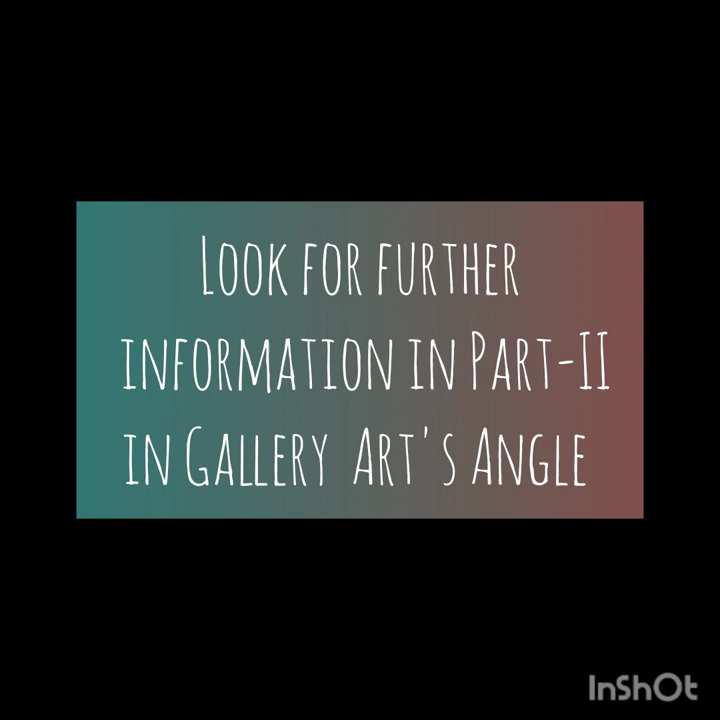 Look for further
information in Part-II
in Gallery Art's Angle
InShOt